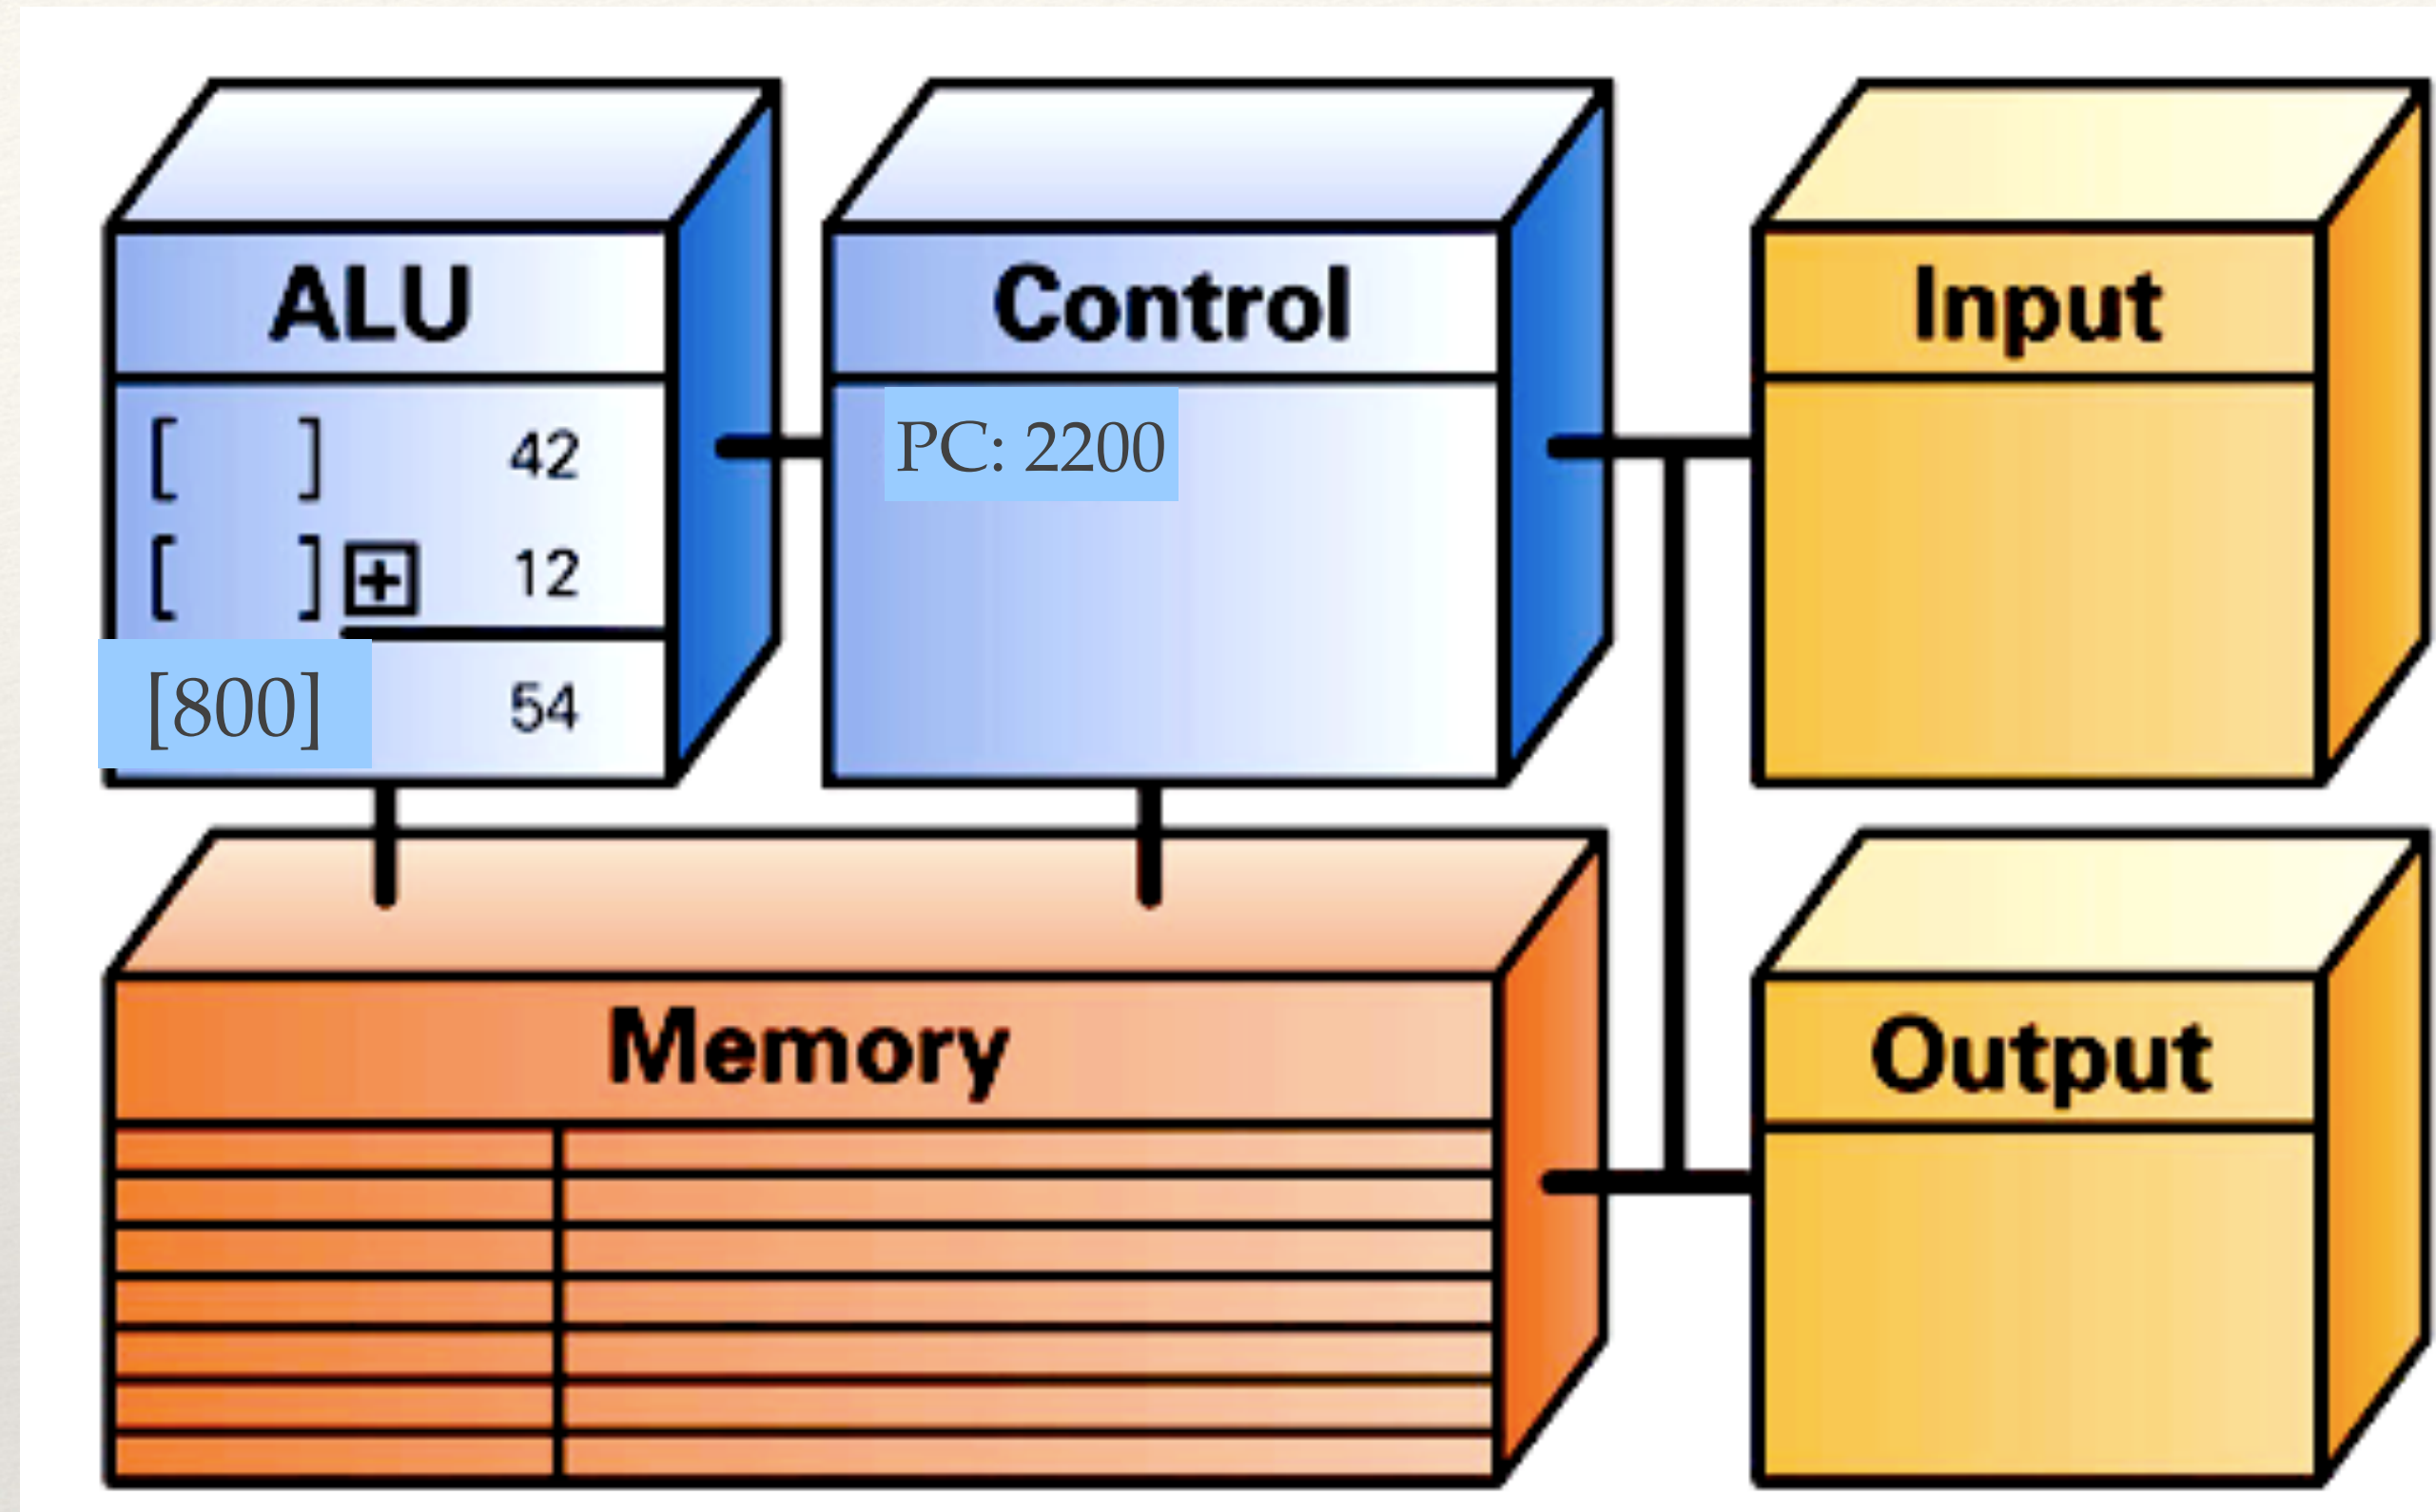 ALU
[ ] 42
[ ] + 12
[800] 54
Control
PC: 2200
Input
Memory
Output